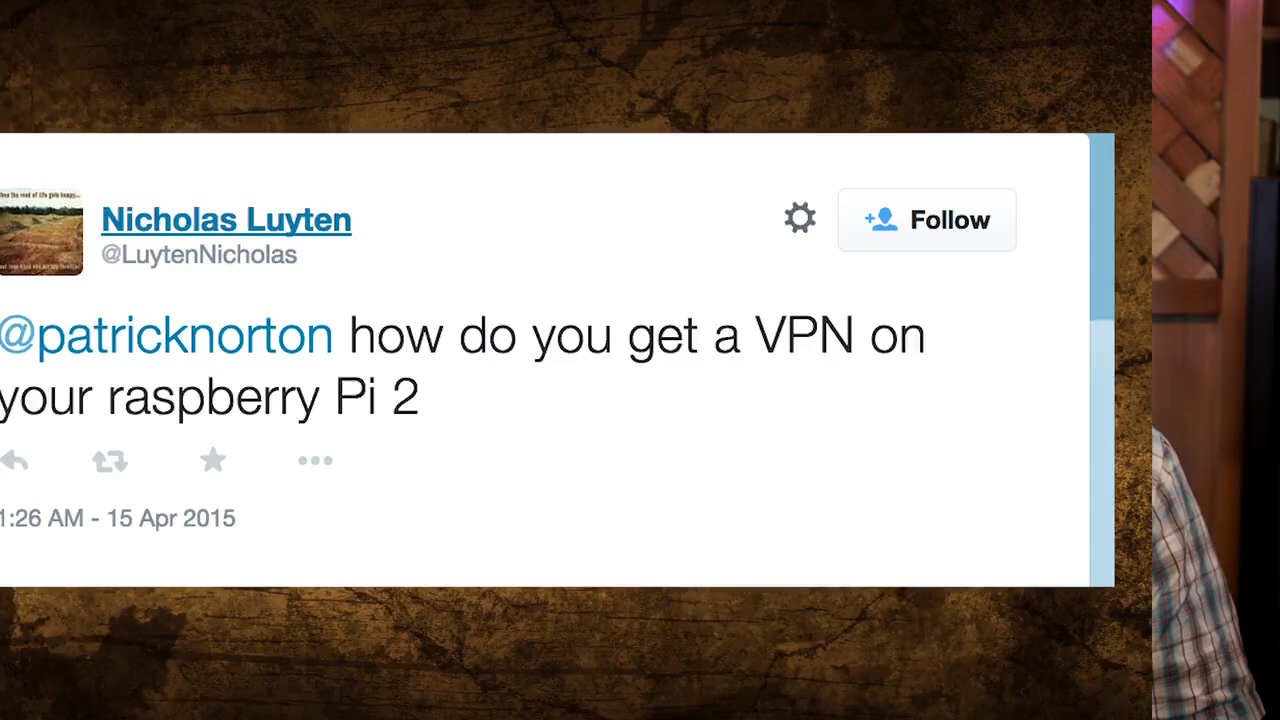 Nicholas Luyten
@LuytenNicholas
Follow
@patricknorton how do you get a VPN on
your raspberry Pi 2
1:26 AM - 15 Apr 2015